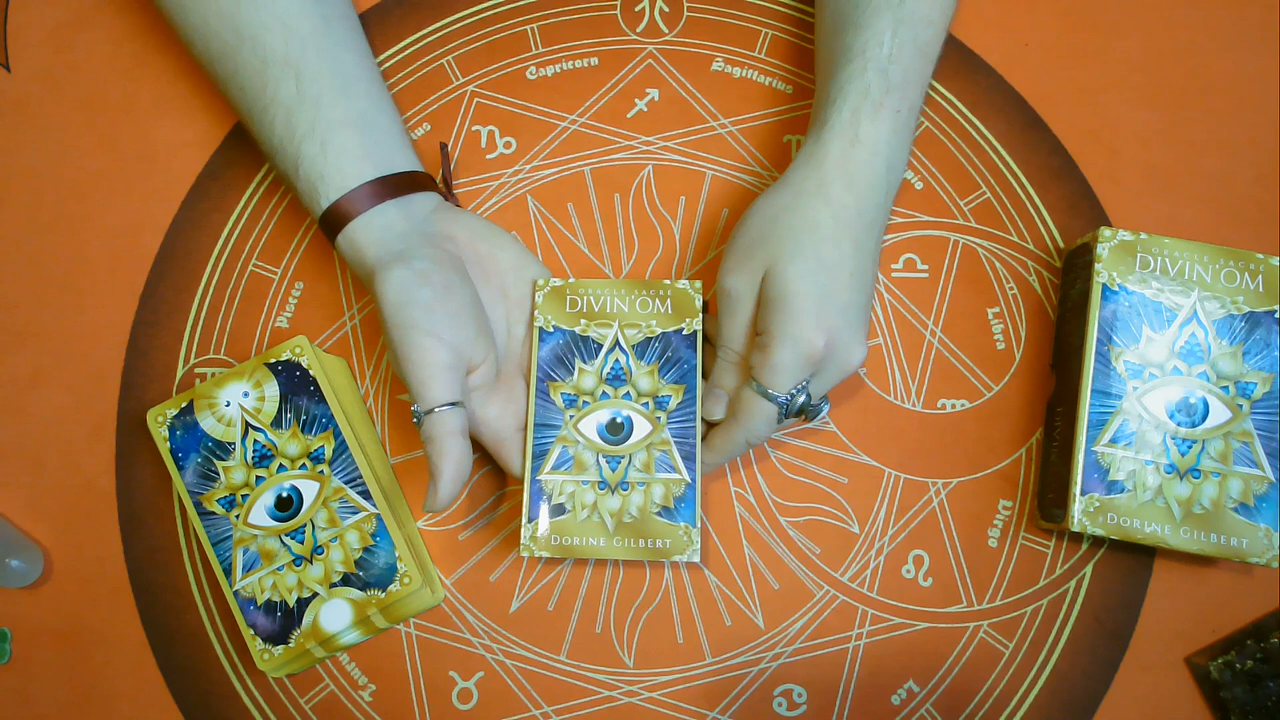 Capricorn
Sagittarius
Pisces
Libra
Virgo
Leo
Taurus
L'ORACLE SACRÉ
DIVIN'OM
DORINE GILBERT
L'ORACLE SACRÉ
DIVIN'OM
DORINE GILBERT